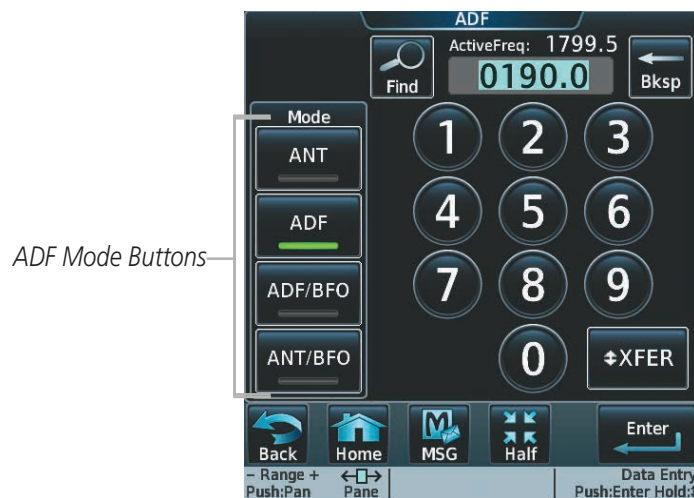 ADF
ActiveFreq: 1799.5
Find
0190.0
Bksp
Mode
ANT
1 2 3
ADF
4 5 6
ADF Mode Buttons
ADF/BFO
7 8 9
ANT/BFO
0
XFER
Back
Home
MSG
Half
Enter
– Range +
Push:Pan
Pane
Data Entry
Push:Enter Hold: